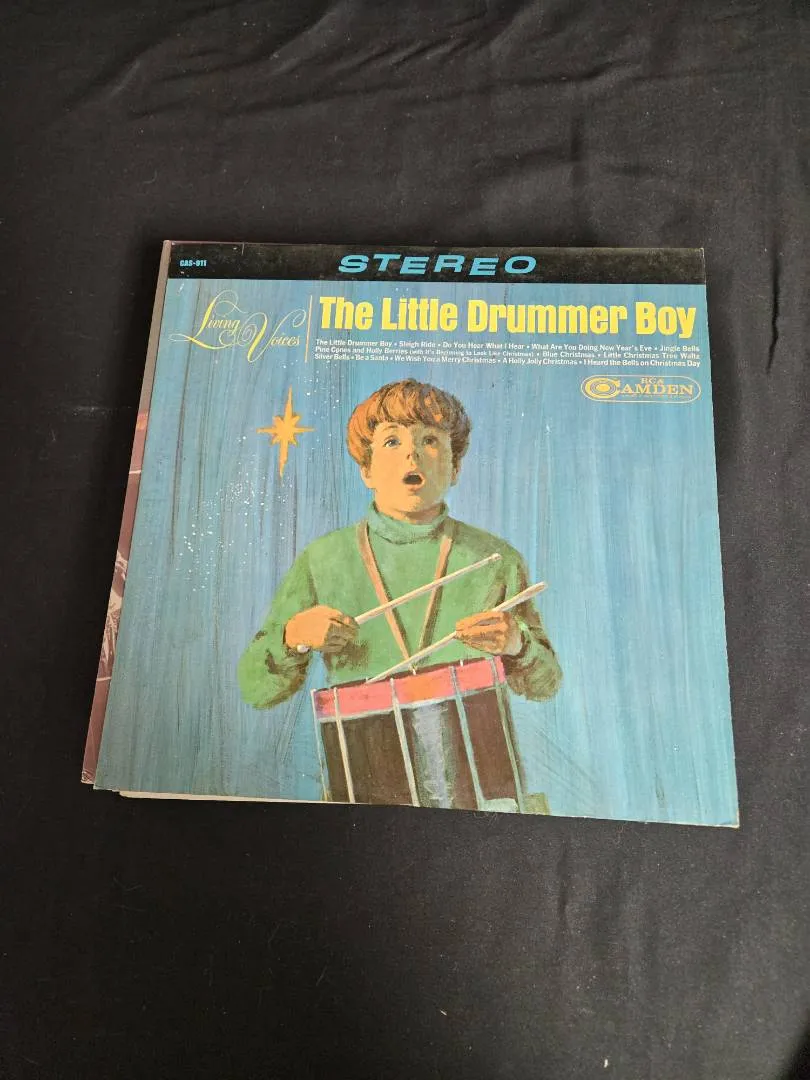 CAS-911
STEREO
Living Voices
The Little Drummer Boy
The Little Drummer Boy • Sleigh Ride • Do You Hear What I Hear • What Are You Doing New Year's Eve • Jingle Bells
Pine Cones and Holly Berries (with It's Beginning to Look Like Christmas) • Blue Christmas • Little Christmas Tree Waltz
Silver Bells • Be a Santa • We Wish You a Merry Christmas • A Holly Jolly Christmas • I Heard the Bells on Christmas Day
RCA
CAMDEN